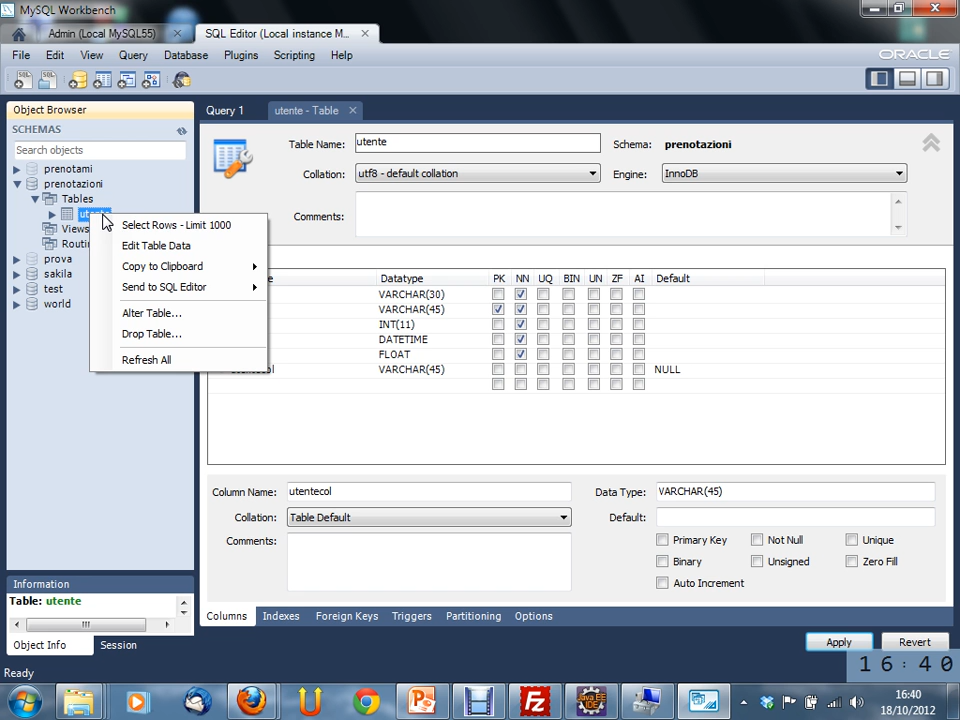 MySQL Workbench
Admin (Local MySQL55)
SQL Editor (Local instance M...
File Edit View Query Database Plugins Scripting Help
ORACLE
Object Browser
Query 1
utente - Table
SCHEMAS
Search objects
prenotami
prenotazioni
Tables
Views
prova
sakila
test
world
Select Rows - Limit 1000
Edit Table Data
Copy to Clipboard
Send to SQL Editor
Alter Table...
Drop Table...
Refresh All
Table Name: utente
Schema: prenotazioni
Collation: utf8 - default collation
Engine: InnoDB
Comments:
Datatype PK NN UQ BIN UN ZF AI Default
VARCHAR(30)
VARCHAR(45)
INT(11)
DATETIME
FLOAT
VARCHAR(45) NULL
Column Name: utentecol
Data Type: VARCHAR(45)
Collation: Table Default
Default:
Comments:
Primary Key Not Null Unique
Binary Unsigned Zero Fill
Auto Increment
Information
Table: utente
Columns Indexes Foreign Keys Triggers Partitioning Options
Object Info Session
Apply Revert
Ready
16:40
16:40
18/10/2012